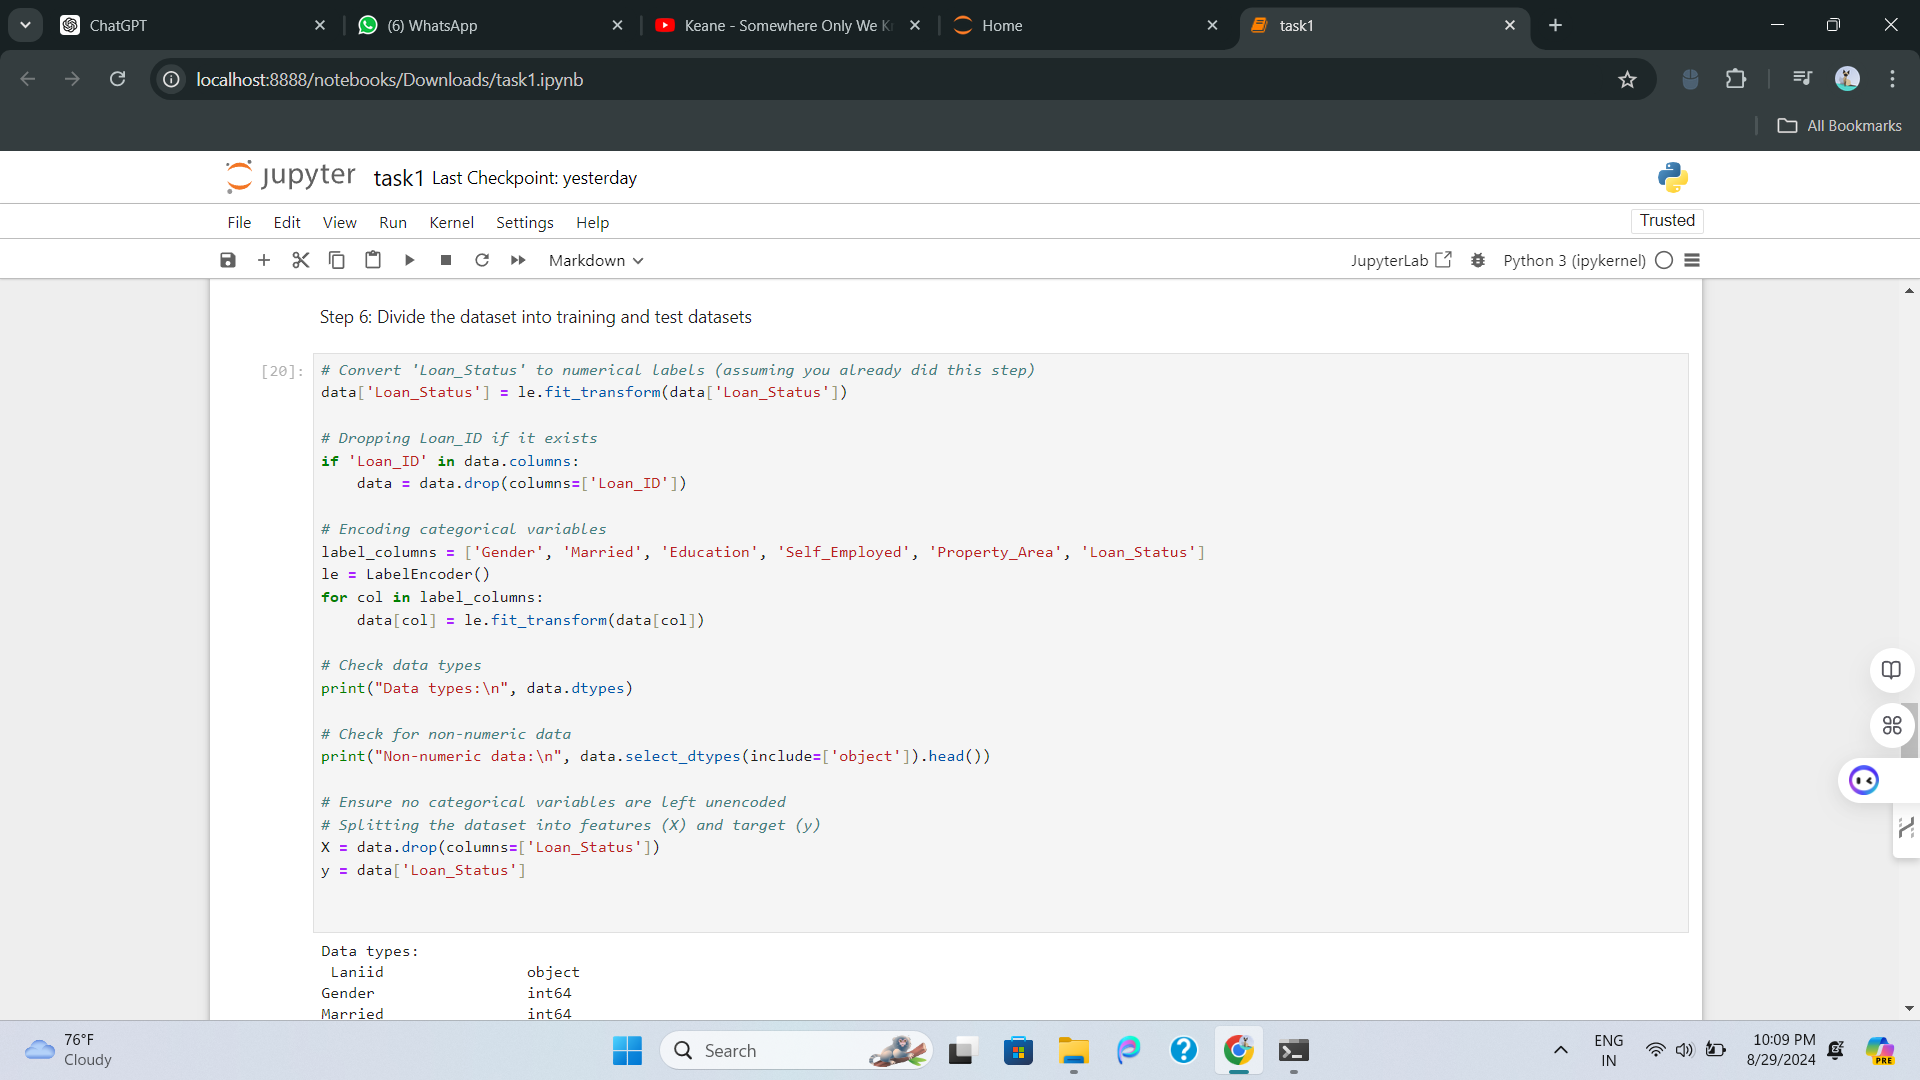 ChatGPT
(6) WhatsApp
Keane - Somewhere Only We K
Home
task1
localhost:8888/notebooks/Downloads/task1.ipynb
All Bookmarks
jupyter task1 Last Checkpoint: yesterday
File Edit View Run Kernel Settings Help
Trusted
Markdown
JupyterLab
Python 3 (ipykernel)
Step 6: Divide the dataset into training and test datasets
[20]:
# Convert 'Loan_Status' to numerical labels (assuming you already did this step)
data['Loan_Status'] = le.fit_transform(data['Loan_Status'])
# Dropping Loan_ID if it exists
if 'Loan_ID' in data.columns:
    data = data.drop(columns=['Loan_ID'])
# Encoding categorical variables
label_columns = ['Gender', 'Married', 'Education', 'Self_Employed', 'Property_Area', 'Loan_Status']
le = LabelEncoder()
for col in label_columns:
    data[col] = le.fit_transform(data[col])
# Check data types
print("Data types:\n", data.dtypes)
# Check for non-numeric data
print("Non-numeric data:\n", data.select_dtypes(include=['object']).head())
# Ensure no categorical variables are left unencoded
# Splitting the dataset into features (X) and target (y)
X = data.drop(columns=['Loan_Status'])
y = data['Loan_Status']
Data types:
 Laniid object
Gender int64
Married int64
76°F
Cloudy
Search
ENG
IN
10:09 PM
8/29/2024
PRE